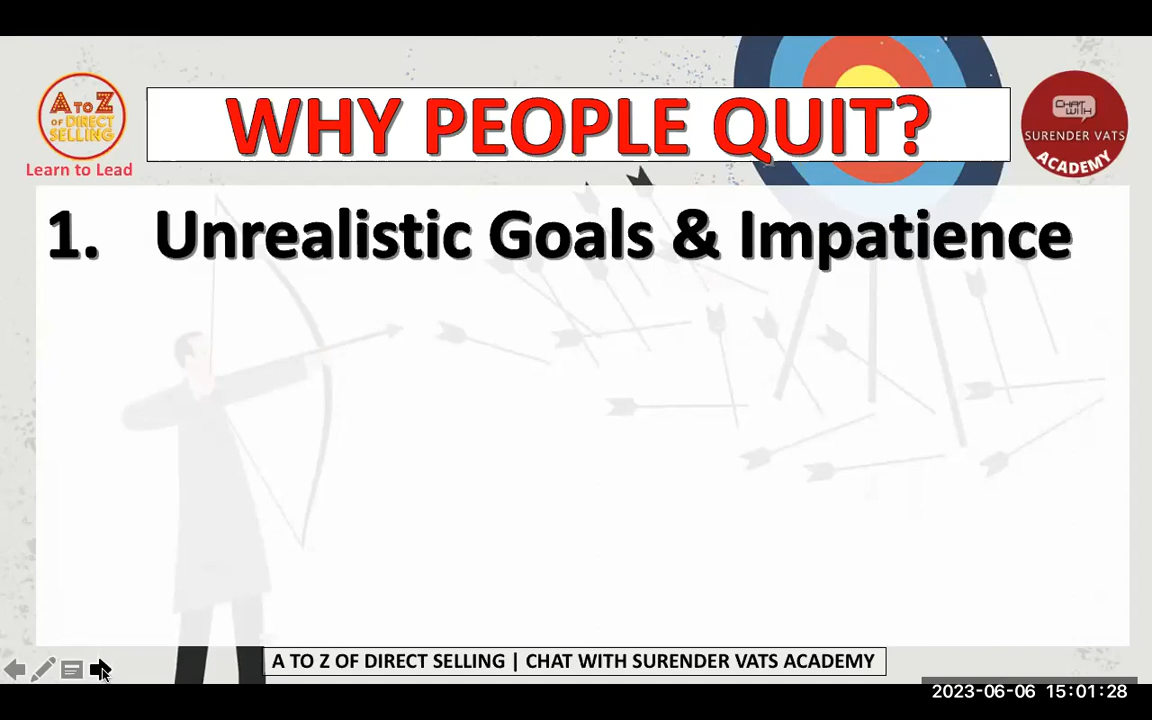 A TO Z
OF DIRECT
SELLING
Learn to Lead
WHY PEOPLE QUIT?
CHAT
WITH
SURENDER VATS
ACADEMY
1. Unrealistic Goals & Impatience
A TO Z OF DIRECT SELLING | CHAT WITH SURENDER VATS ACADEMY
2023-06-06 15:01:28